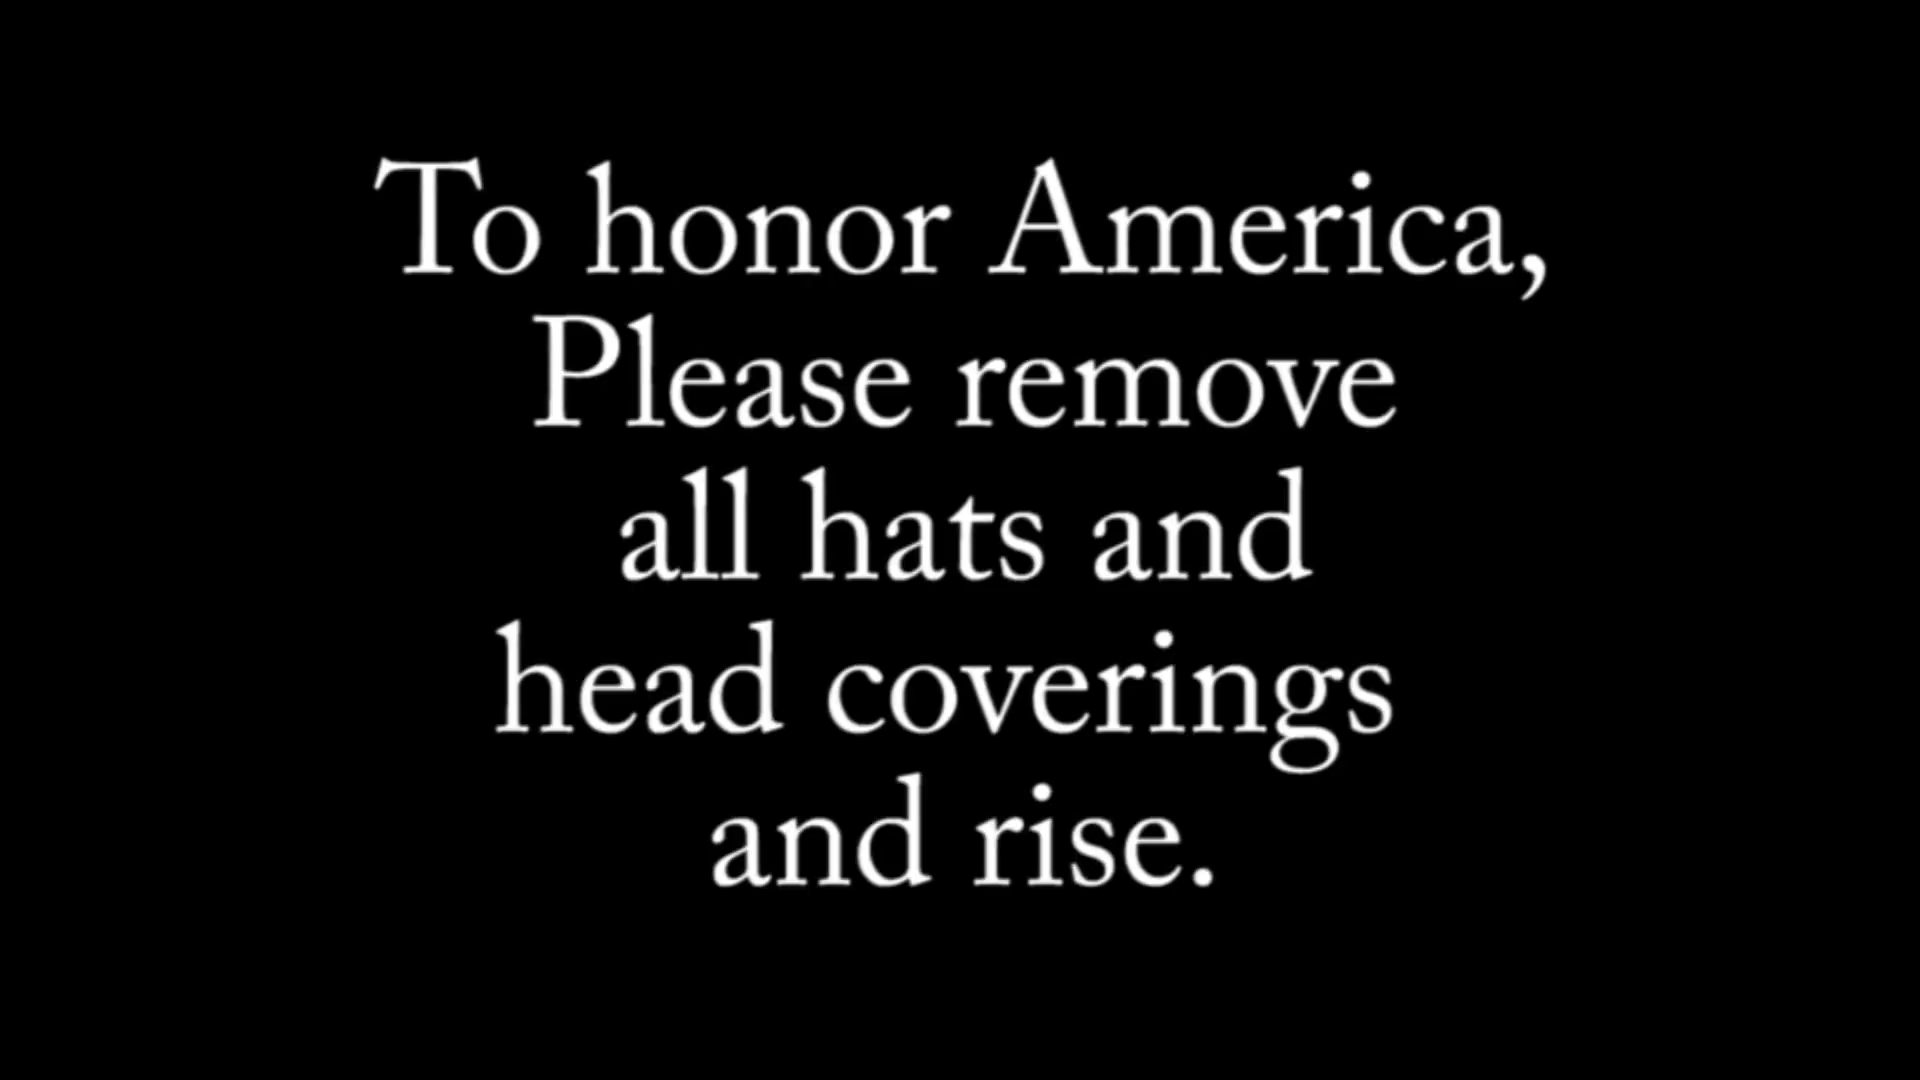 To honor America,
Please remove
all hats and
head coverings
and rise.